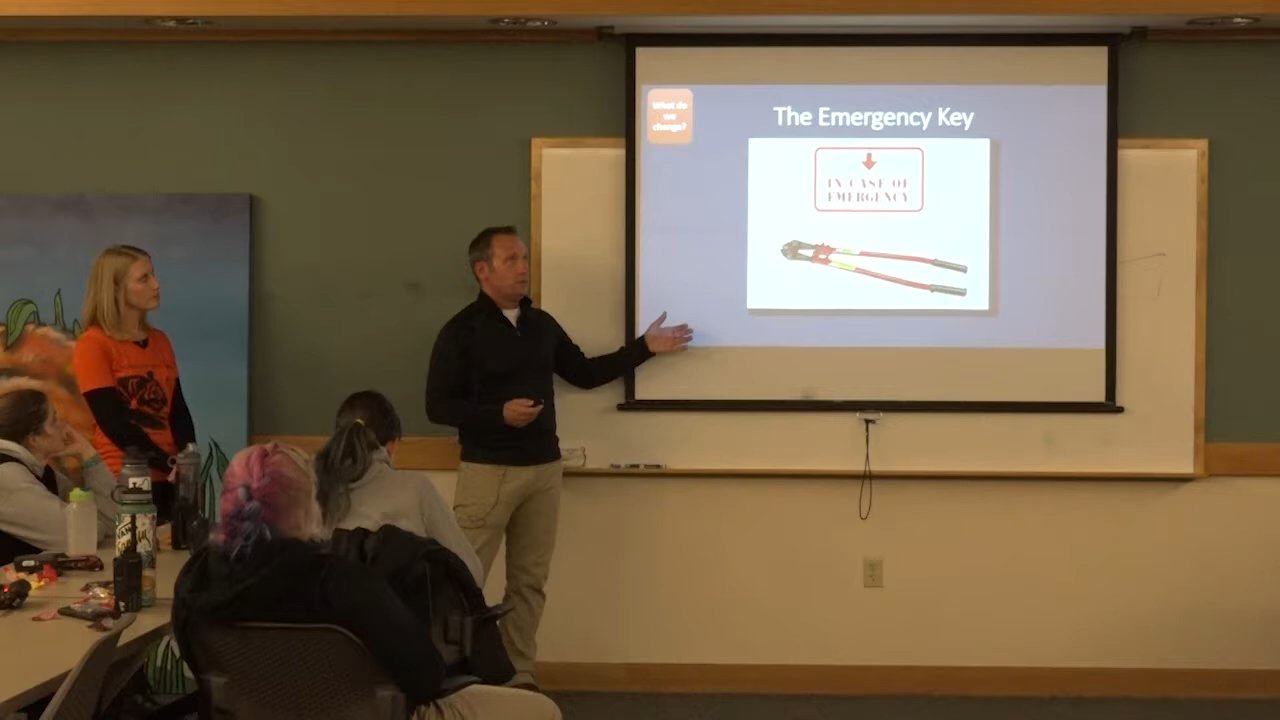 What do
we
change?
The Emergency Key
IN CASE OF
EMERGENCY